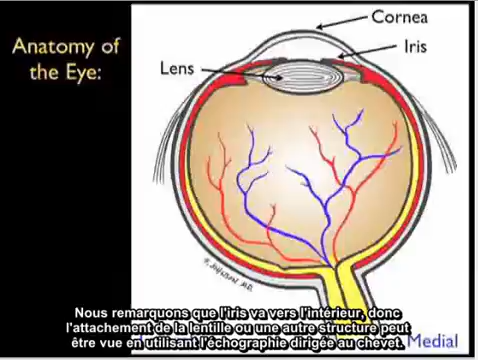 Anatomy of
the Eye:
Cornea
Iris
Lens
Nous remarquons que l'iris va vers l'intérieur, donc
l'attachement de la lentille ou une autre structure peut
être vue en utilisant l'échographie dirigée au chevet.
Medial